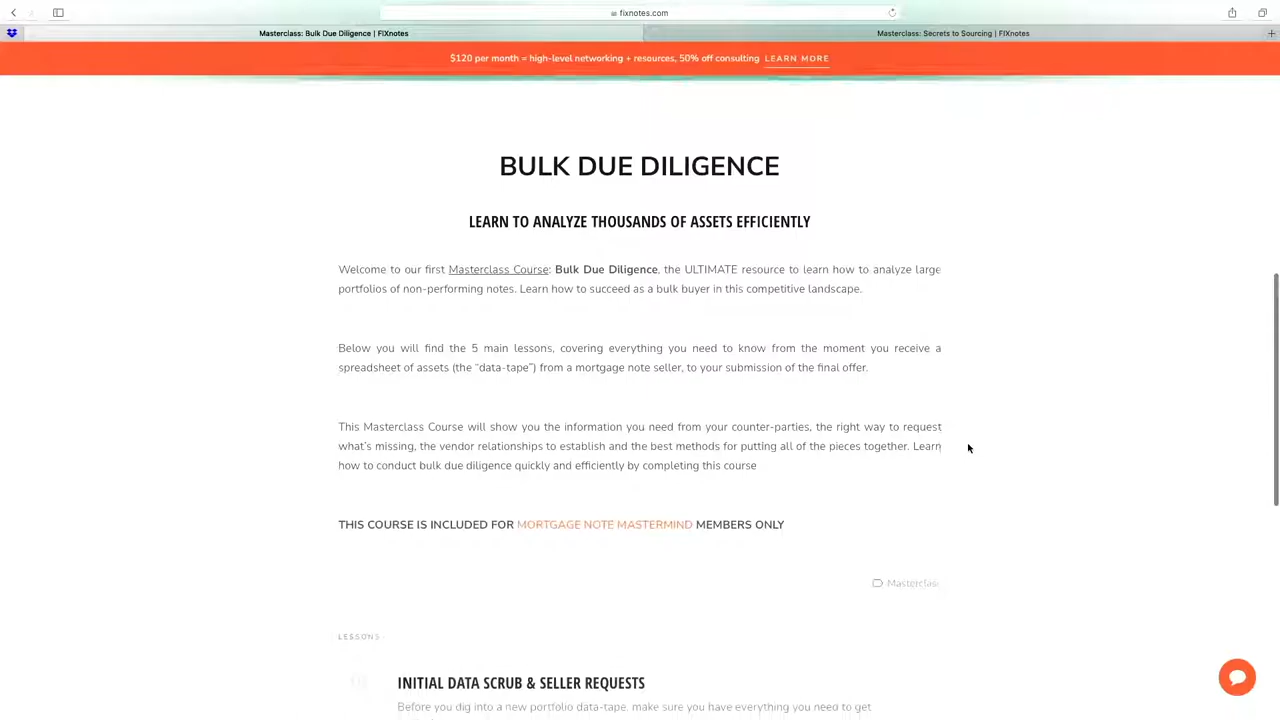 fixnotes.com
Masterclass: Bulk Due Diligence | FIXnotes
Masterclass: Secrets to Sourcing | FIXnotes
$120 per month = high-level networking + resources, 50% off consulting LEARN MORE
BULK DUE DILIGENCE
LEARN TO ANALYZE THOUSANDS OF ASSETS EFFICIENTLY
Welcome to our first Masterclass Course: Bulk Due Diligence, the ULTIMATE resource to learn how to analyze large
portfolios of non-performing notes. Learn how to succeed as a bulk buyer in this competitive landscape.
Below you will find the 5 main lessons, covering everything you need to know from the moment you receive a
spreadsheet of assets (the “data-tape”) from a mortgage note seller, to your submission of the final offer.
This Masterclass Course will show you the information you need from your counter-parties, the right way to request
what’s missing, the vendor relationships to establish and the best methods for putting all of the pieces together. Learn
how to conduct bulk due diligence quickly and efficiently by completing this course
THIS COURSE IS INCLUDED FOR MORTGAGE NOTE MASTERMIND MEMBERS ONLY
Masterclass
LESSONS
INITIAL DATA SCRUB & SELLER REQUESTS
Before you dig into a new portfolio data-tape, make sure you have everything you need to get